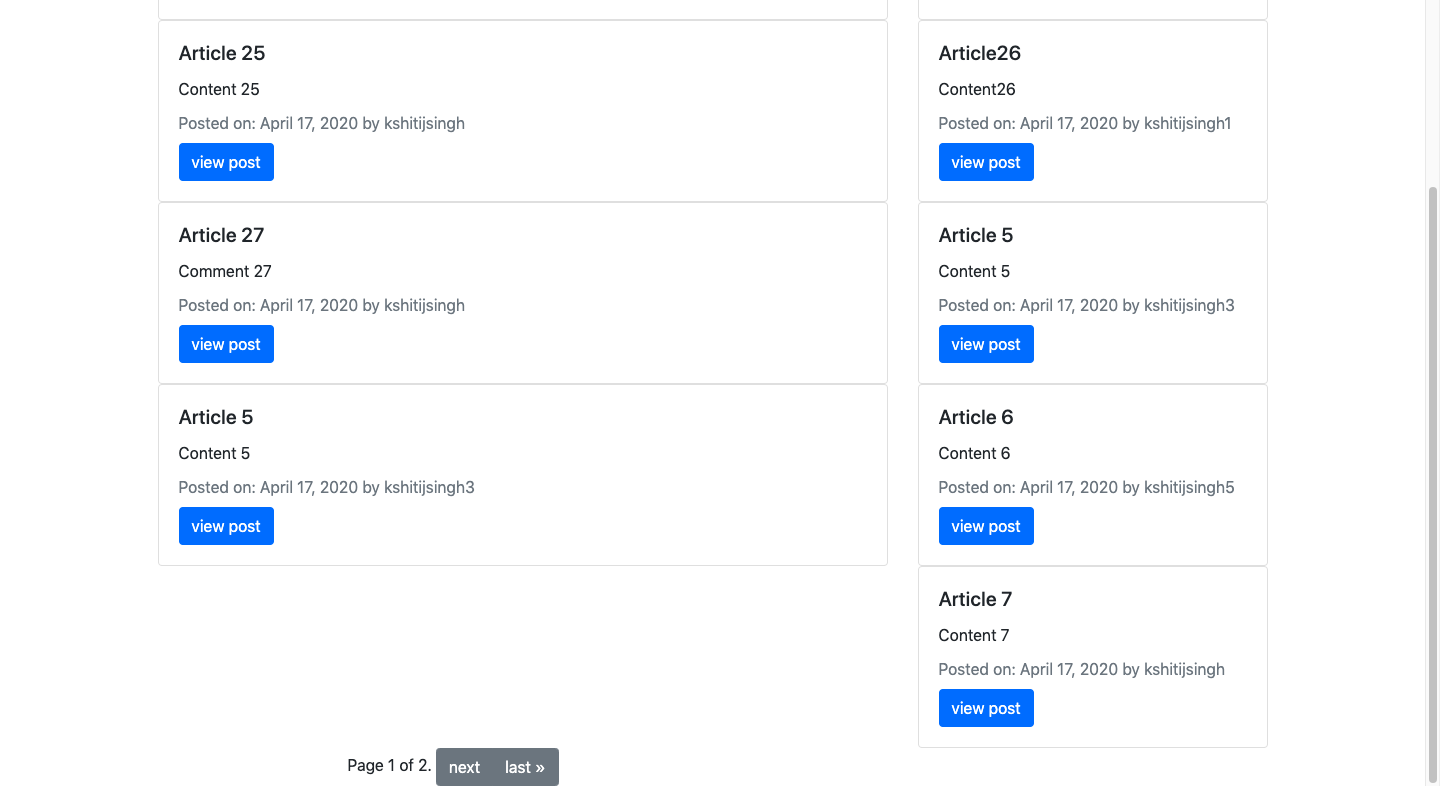 Article 25
Content 25
Posted on: April 17, 2020 by kshitijsingh
view post
Article 27
Comment 27
Posted on: April 17, 2020 by kshitijsingh
view post
Article 5
Content 5
Posted on: April 17, 2020 by kshitijsingh3
view post
Article26
Content26
Posted on: April 17, 2020 by kshitijsingh1
view post
Article 5
Content 5
Posted on: April 17, 2020 by kshitijsingh3
view post
Article 6
Content 6
Posted on: April 17, 2020 by kshitijsingh5
view post
Article 7
Content 7
Posted on: April 17, 2020 by kshitijsingh
view post
Page 1 of 2. next last »